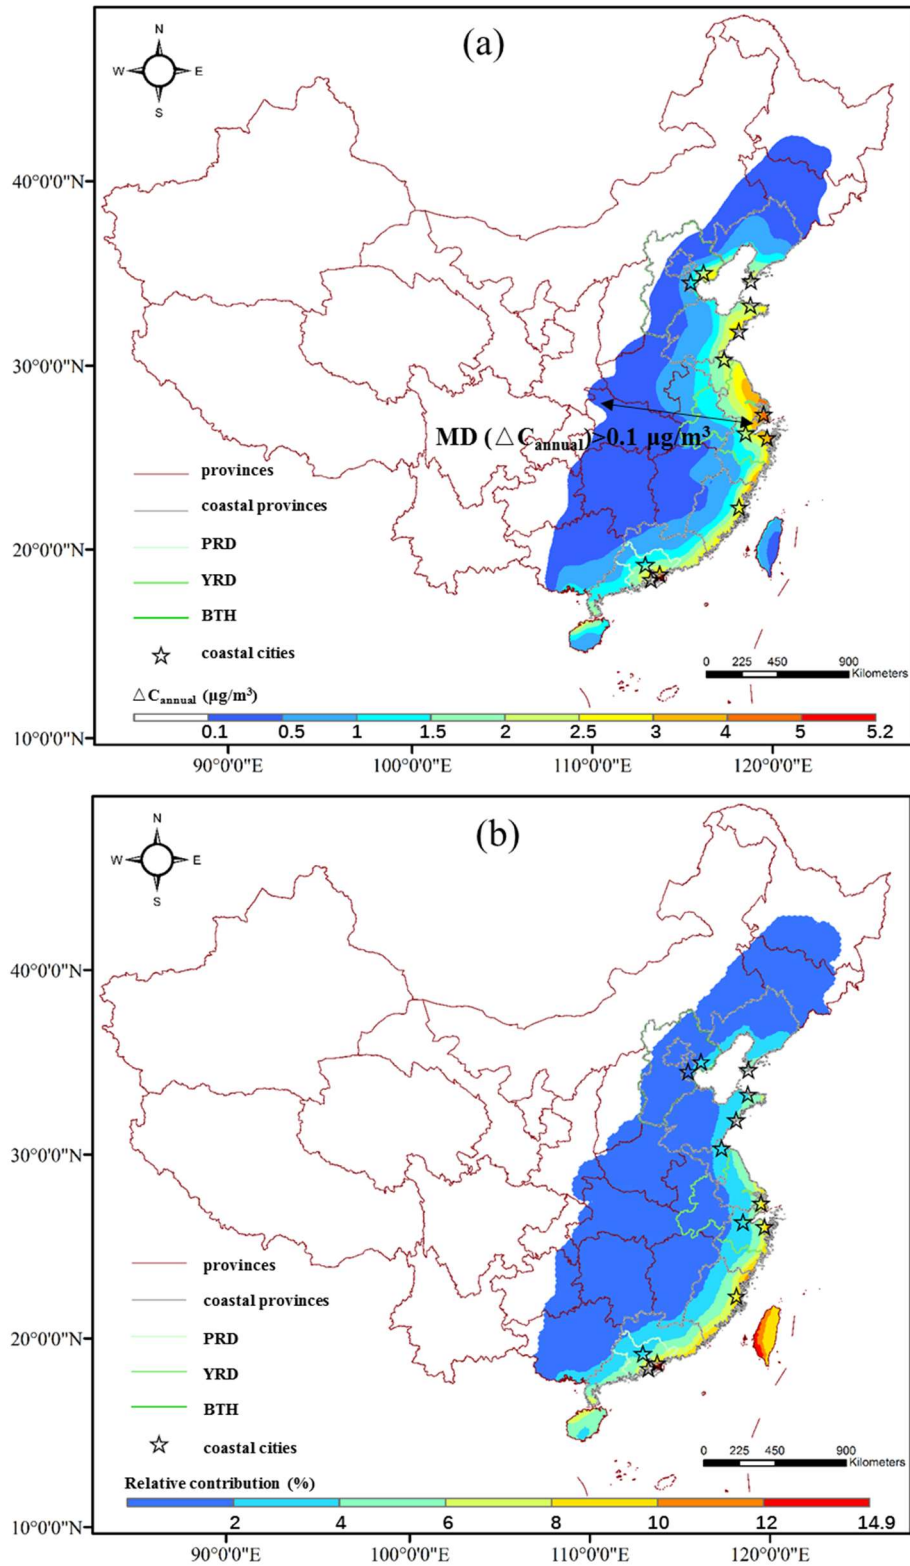 (a)
N
W E
S
40°0'0"N
30°0'0"N
20°0'0"N
10°0'0"N
MD (△C_annual)>0.1 μg/m³
provinces
coastal provinces
PRD
YRD
BTH
coastal cities
0 225 450 900
Kilometers
△C_annual (μg/m³)
0.1 0.5 1 1.5 2 2.5 3 4 5 5.2
90°0'0"E 100°0'0"E 110°0'0"E 120°0'0"E
(b)
N
W E
S
40°0'0"N
30°0'0"N
20°0'0"N
10°0'0"N
provinces
coastal provinces
PRD
YRD
BTH
coastal cities
0 225 450 900
Kilometers
Relative contribution (%)
2 4 6 8 10 12 14.9
90°0'0"E 100°0'0"E 110°0'0"E 120°0'0"E